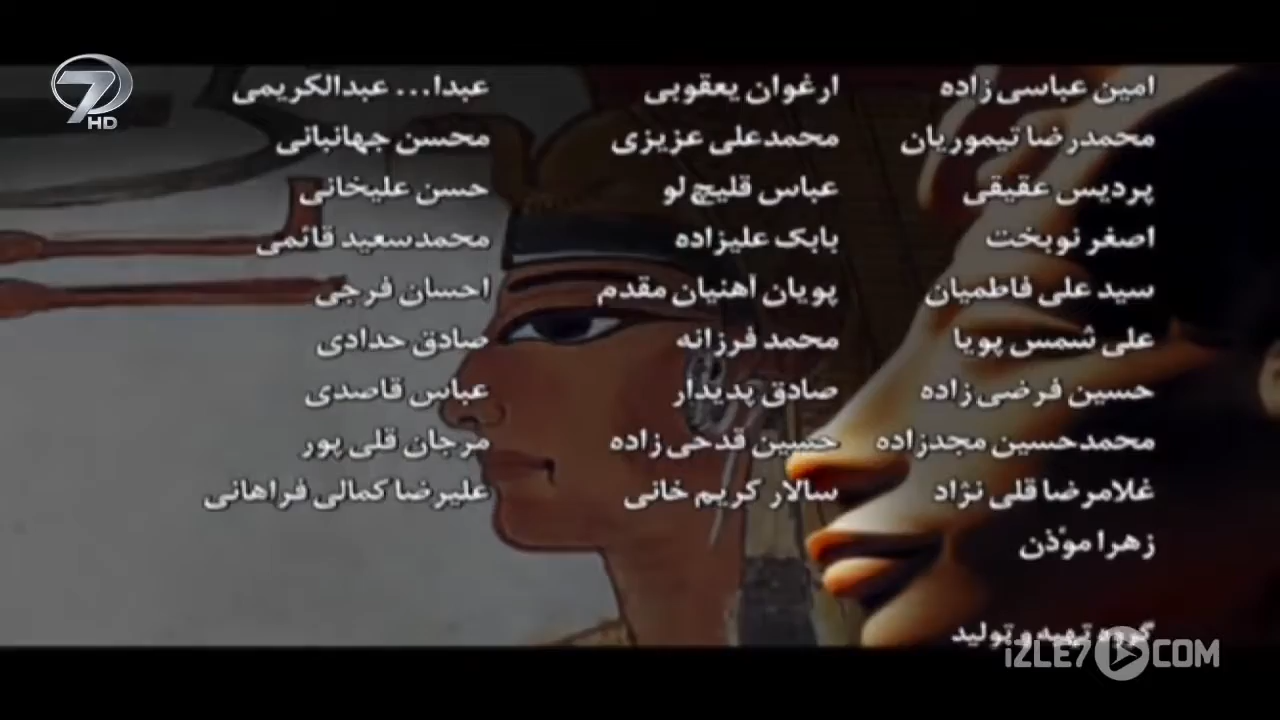 7
HD
امین عباسی زاده ارغوان یعقوبی عبدا... عبدالکریمی
محمدرضا تیموریان محمدعلی عزیزی محسن جهانبانی
پردیس عقیقی عباس قلیچ لو حسن علیخانی
اصغر نوبخت بابک علیزاده محمدسعید قائمی
سید علی فاطمیان پویان آهنیان مقدم احسان فرجی
علی شمس پویا محمد فرزانه صادق حدادی
حسین فرضی زاده صادق پدیدار عباس قاصدی
محمدحسین مجدزاده حسین قدحی زاده مرجان قلی پور
غلامرضا قلی نژاد سالار کریم خانی علیرضا کمالی فراهانی
زهرا مؤذن
گروه تهیه و تولید
iZLE7.COM